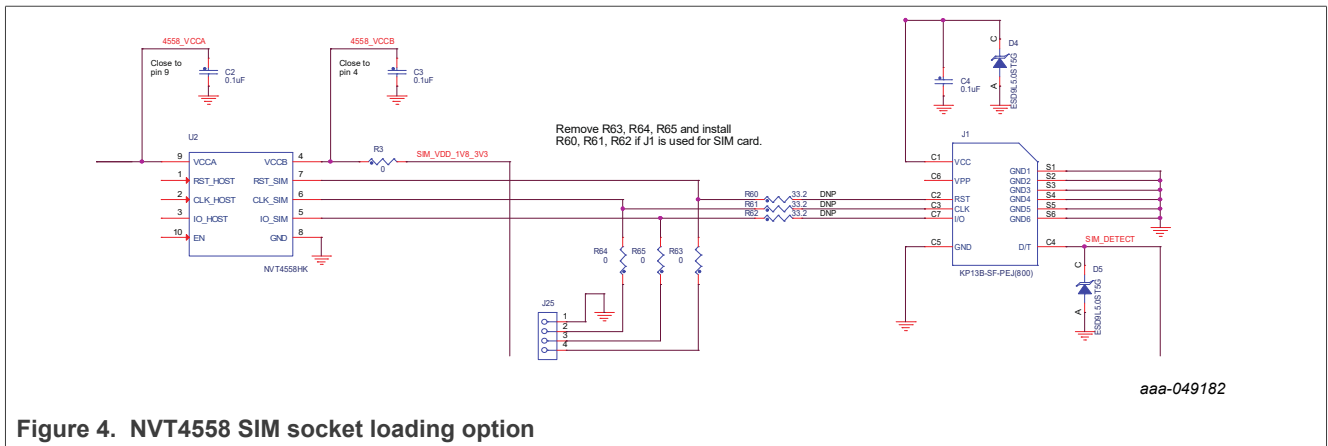 4558_VCCA
4558_VCCB
Close to
pin 9
C2
0.1uF
Close to
pin 4
C3
0.1uF
C4
0.1uF
C
D4
A
ESD9L5.0ST5G
Remove R63, R64, R65 and install
R60, R61, R62 if J1 is used for SIM card.
U2
9 VCCA VCCB 4
1 RST_HOST RST_SIM 7
2 CLK_HOST CLK_SIM 6
3 IO_HOST IO_SIM 5
10 EN GND 8
NVT4558HK
R3
0
SIM_VDD_1V8_3V3
R60 33.2 DNP
R61 33.2 DNP
R62 33.2 DNP
R64
0
R65
0
R63
0
J25
1
2
3
4
J1
C1 VCC
C6 VPP
C2 RST
C3 CLK
C7 I/O
C5 GND
GND1 S1
GND2 S2
GND3 S3
GND4 S4
GND5 S5
GND6 S6
D/T C4
SIM_DETECT
KP13B-SF-PEJ(800)
C
D5
A
ESD9L5.0ST5G
aaa-049182
Figure 4. NVT4558 SIM socket loading option